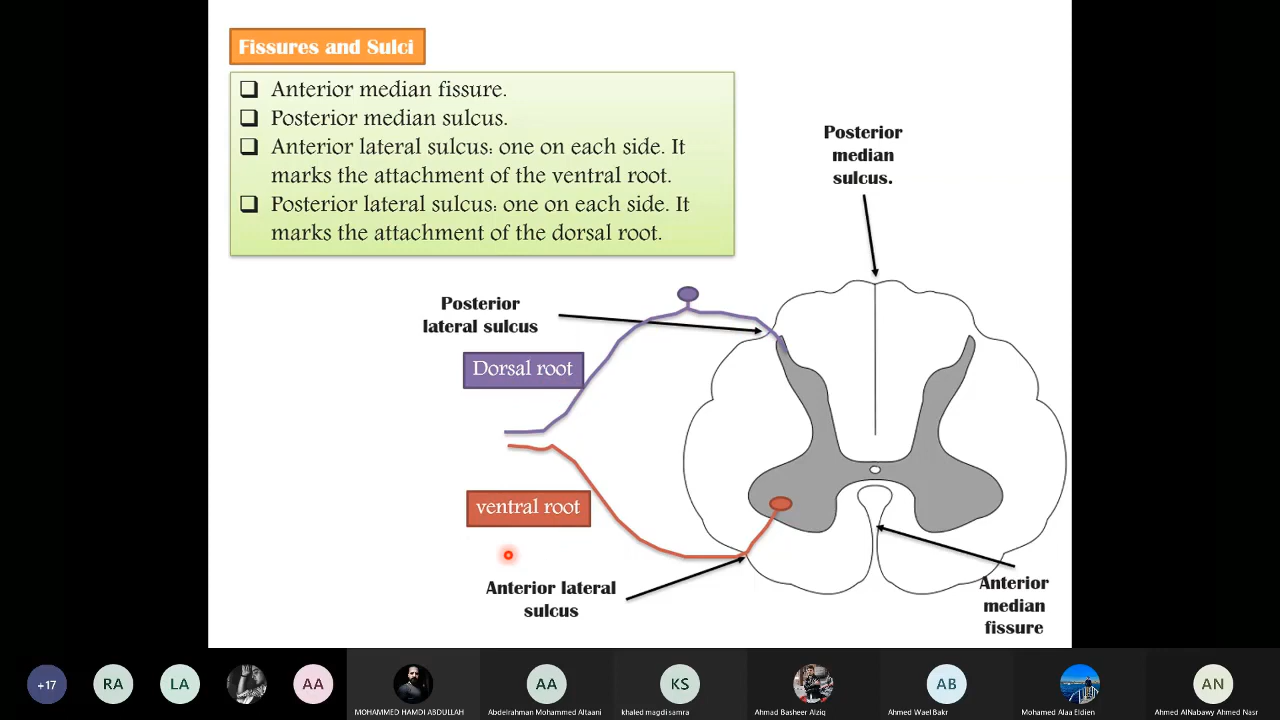 Fissures and Sulci
❑ Anterior median fissure.
❑ Posterior median sulcus.
❑ Anterior lateral sulcus: one on each side. It
marks the attachment of the ventral root.
❑ Posterior lateral sulcus: one on each side. It
marks the attachment of the dorsal root.
Posterior
median
sulcus.
Posterior
lateral sulcus
Dorsal root
ventral root
Anterior lateral
sulcus
Anterior
median
fissure
+17
RA
LA
AA
MOHAMMED HAMDI ABDULLAH
AA
Abdelrahman Mohammed Altaani
KS
khaled magdi samra
Ahmad Basheer Alziq
AB
Ahmed Wael Bakr
Mohamed Alaa Eldien
AN
Ahmed AlNabawy Ahmed Nasr